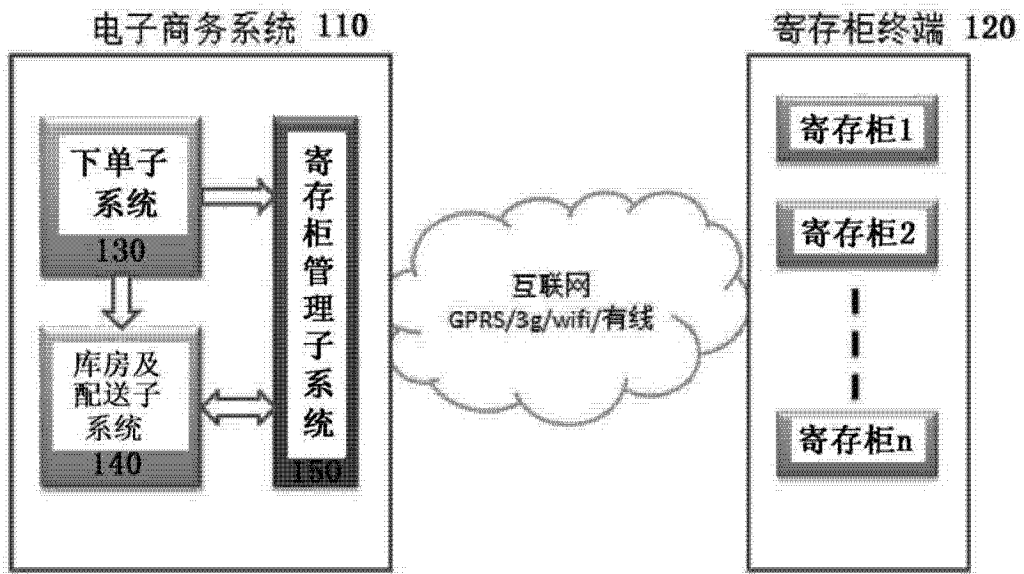 电子商务系统 110
寄存柜终端 120
下单子
系统
130
库房及
配送子
系统
140
寄存柜管理子系统
150
互联网
GPRS/3g/wifi/有线
寄存柜1
寄存柜2
寄存柜n